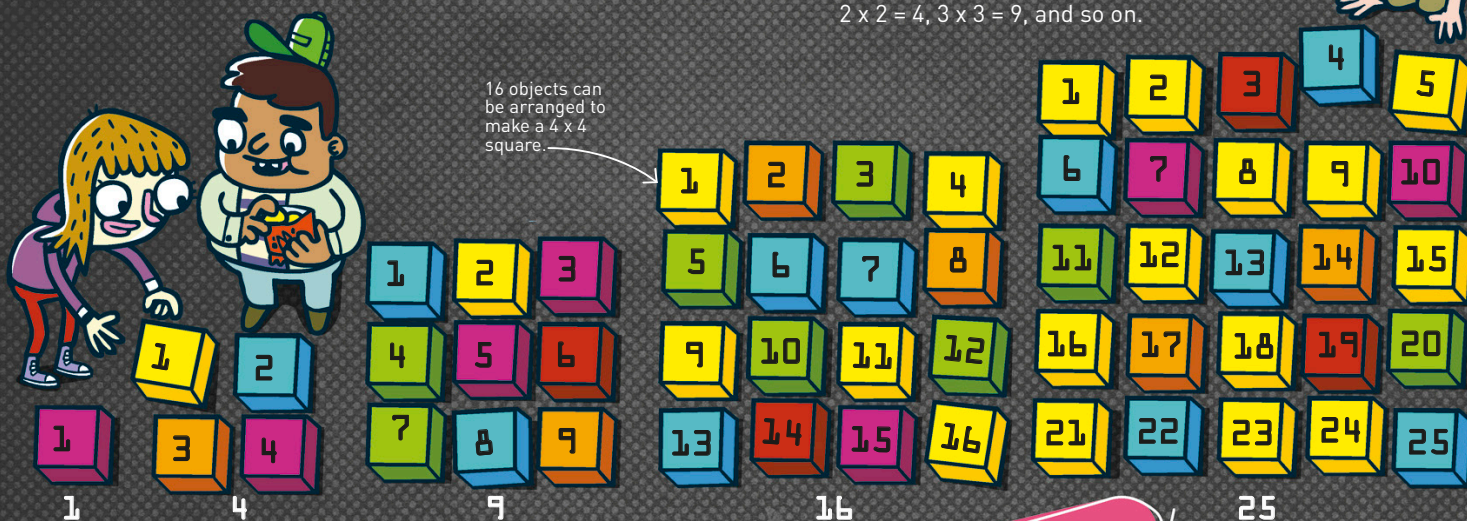 2 x 2 = 4, 3 x 3 = 9, and so on.
16 objects can
be arranged to
make a 4 x 4
square.
1
1 2
3 4
1 2 3
4 5 6
7 8 9
1 2 3 4
5 6 7 8
9 10 11 12
13 14 15 16
1 2 3 4 5
6 7 8 9 10
11 12 13 14 15
16 17 18 19 20
21 22 23 24 25
1 4 9 16 25